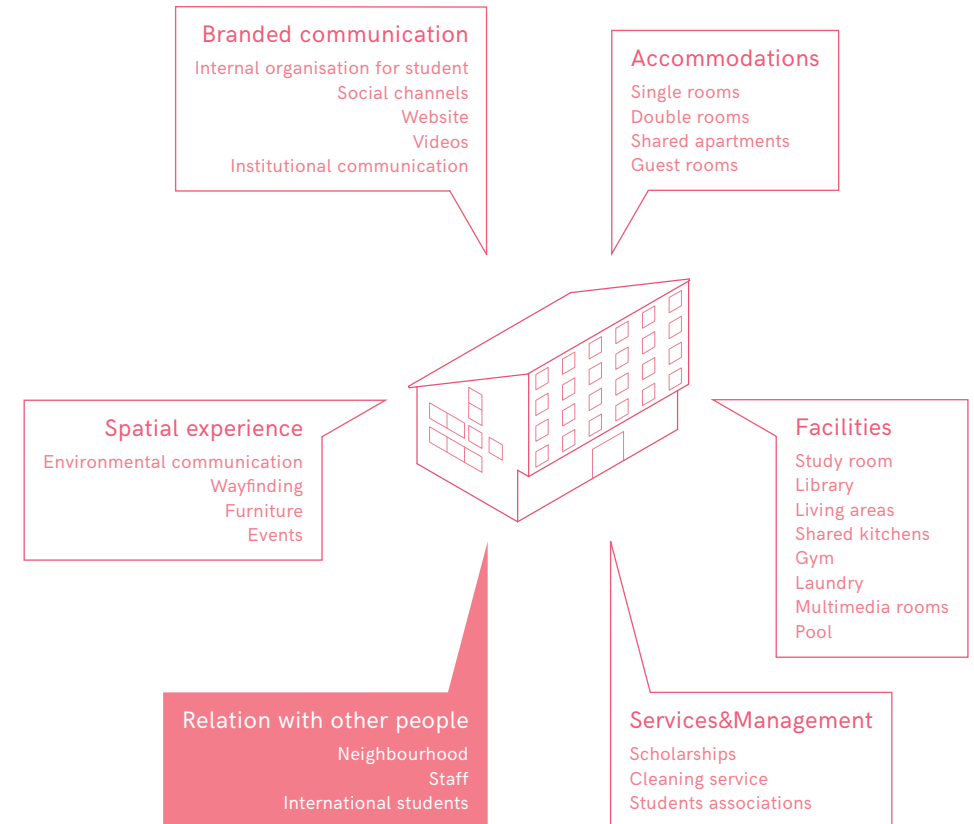 Branded communication
Internal organisation for student
Social channels
Website
Videos
Institutional communication
Accommodations
Single rooms
Double rooms
Shared apartments
Guest rooms
Spatial experience
Environmental communication
Wayfinding
Furniture
Events
Facilities
Study room
Library
Living areas
Shared kitchens
Gym
Laundry
Multimedia rooms
Pool
Relation with other people
Neighbourhood
Staff
International students
Services&Management
Scholarships
Cleaning service
Students associations